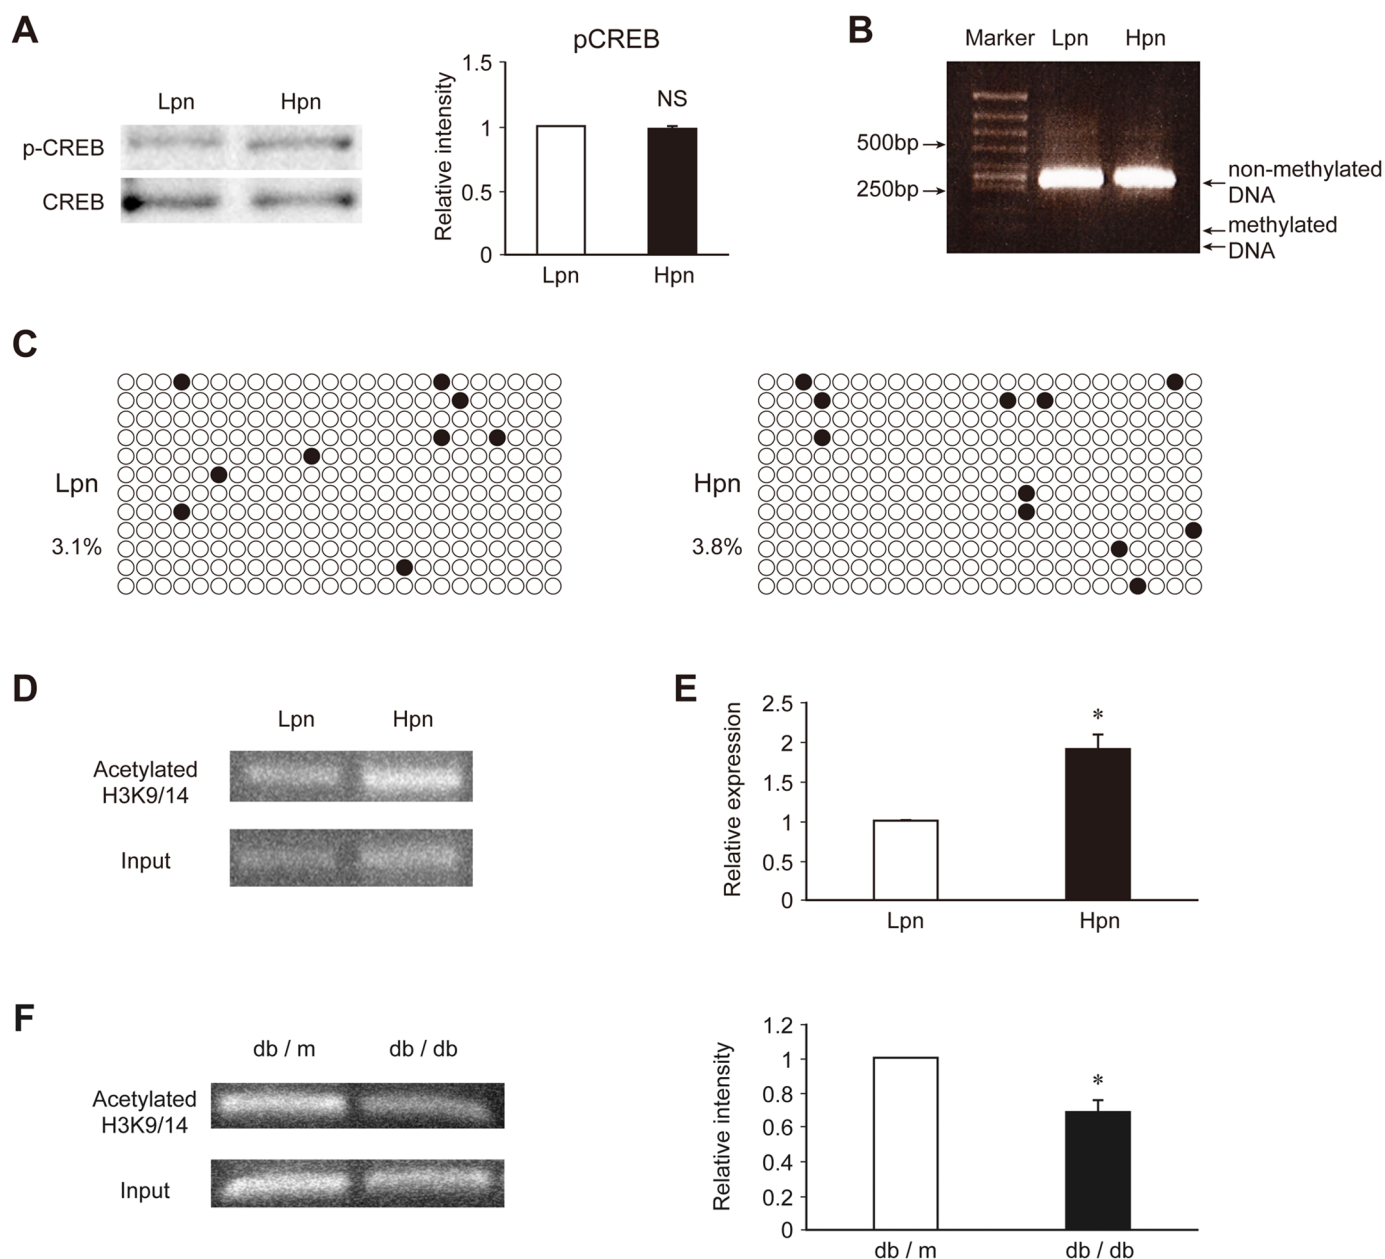 A
Lpn
Hpn
p-CREB
CREB
pCREB
Relative intensity
1.5
1
0.5
0
NS
Lpn
Hpn
B
Marker
Lpn
Hpn
500bp
250bp
non-methylated
DNA
methylated
DNA
C
Lpn
3.1%
Hpn
3.8%
D
Lpn
Hpn
Acetylated
H3K9/14
Input
E
Relative expression
2.5
2
1.5
1
0.5
0
*
Lpn
Hpn
F
db / m
db / db
Acetylated
H3K9/14
Input
Relative intensity
1.2
1
0.8
0.6
0.4
0.2
0
*
db / m
db / db